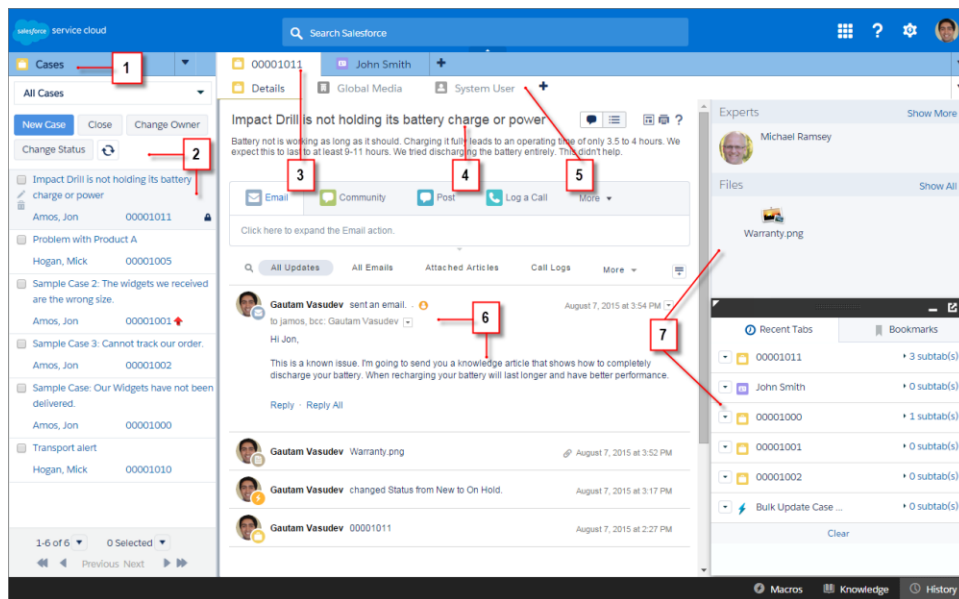 salesforce service cloud
Search Salesforce
?
Cases
1
All Cases
New Case Close Change Owner
Change Status
2
Impact Drill is not holding its battery
charge or power
Amos, Jon 00001011
Problem with Product A
Hogan, Mick 00001005
Sample Case 2: The widgets we received
are the wrong size.
Amos, Jon 00001001
Sample Case 3: Cannot track our order.
Amos, Jon 00001002
Sample Case: Our Widgets have not been
delivered.
Amos, Jon 00001000
Transport alert
Hogan, Mick 00001010
1-6 of 6 0 Selected
Previous Next
00001011 John Smith +
Details Global Media System User +
Impact Drill is not holding its battery charge or power
?
Battery not is working as long as it should. Charging it fully leads to an operating time of only 3.5 to 4 hours. We
expect this to last to at least 9-11 hours. We tried discharging the battery entirely. This didn't help.
3
4
5
Email Community Post Log a Call More
Click here to expand the Email action.
All Updates All Emails Attached Articles Call Logs More
Gautam Vasudev sent an email. August 7, 2015 at 3:54 PM
to jamos, bcc: Gautam Vasudev
6
Hi Jon,
This is a known issue. I'm going to send you a knowledge article that shows how to completely
discharge your battery. When recharging your battery will last longer and have better performance.
Reply · Reply All
Gautam Vasudev Warranty.png August 7, 2015 at 3:52 PM
Gautam Vasudev changed Status from New to On Hold. August 7, 2015 at 3:17 PM
Gautam Vasudev 00001011 August 7, 2015 at 2:27 PM
Experts Show More
Michael Ramsey
Files Show All
Warranty.png
7
Recent Tabs Bookmarks
00001011 3 subtab(s)
John Smith 0 subtab(s)
00001000 1 subtab(s)
00001001 0 subtab(s)
00001002 0 subtab(s)
Bulk Update Case ... 0 subtab(s)
Clear
Macros Knowledge History